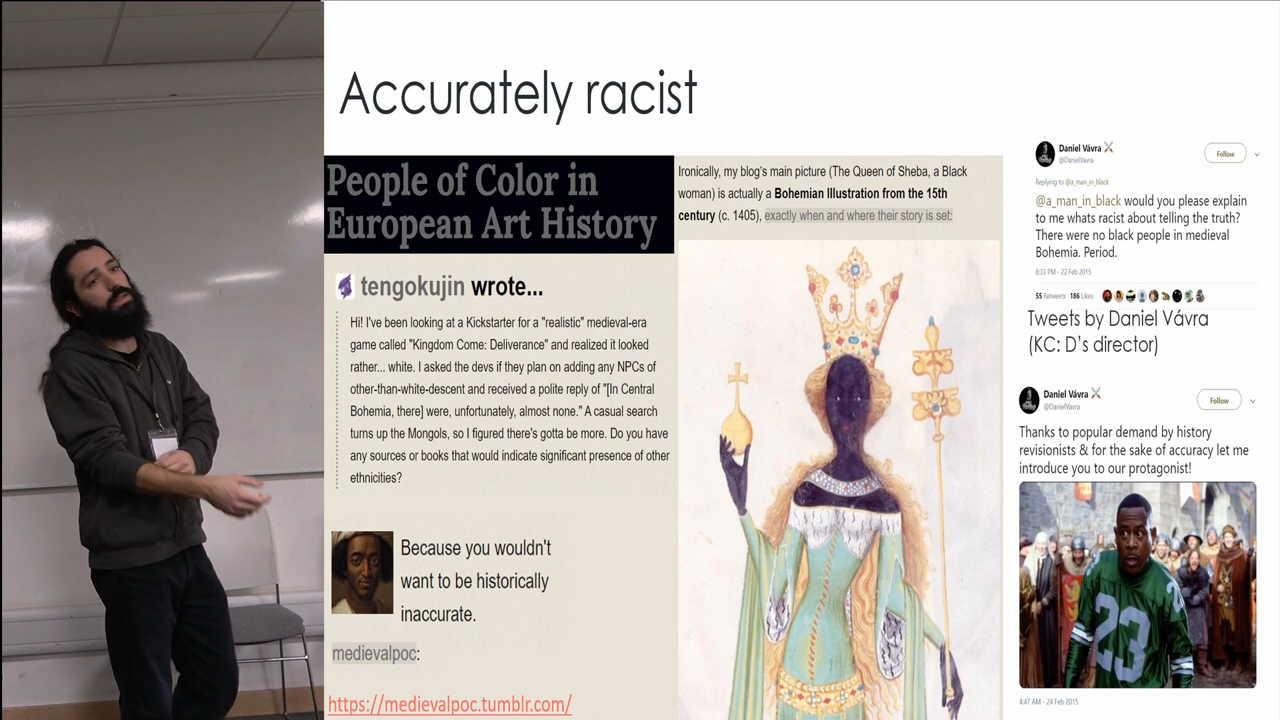 Accurately racist
People of Color in
European Art History
tengokujin wrote...
Hi! I've been looking at a Kickstarter for a "realistic" medieval-era
game called "Kingdom Come: Deliverance" and realized it looked
rather... white. I asked the devs if they plan on adding any NPCs of
other-than-white-descent and received a polite reply of "[In Central
Bohemia, there] were, unfortunately, almost none." A casual search
turns up the Mongols, so I figured there's gotta be more. Do you have
any sources or books that would indicate significant presence of other
ethnicities?
Because you wouldn't
want to be historically
inaccurate.
medievalpoc:
https://medievalpoc.tumblr.com/
Ironically, my blog's main picture (The Queen of Sheba, a Black
woman) is actually a Bohemian Illustration from the 15th
century (c. 1405), exactly when and where their story is set:
Daniel Vávra
@DanielVavra
Follow
Replying to @a_man_in_black
@a_man_in_black would you please explain
to me whats racist about telling the truth?
There were no black people in medieval
Bohemia. Period.
6:33 PM - 22 Feb 2015
55 Retweets 186 Likes
Tweets by Daniel Vávra
(KC: D's director)
Daniel Vávra
@DanielVavra
Follow
Thanks to popular demand by history
revisionists & for the sake of accuracy let me
introduce you to our protagonist!
23
4:47 AM - 24 Feb 2015